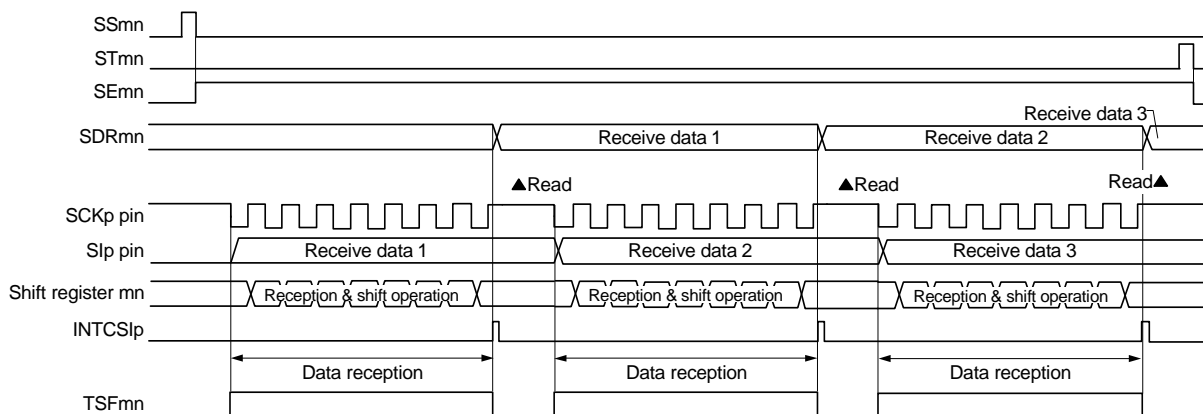 SSmn
STmn
SEmn
Receive data 3
SDRmn Receive data 1 Receive data 2
▲Read ▲Read Read▲
SCKp pin
SIp pin Receive data 1 Receive data 2 Receive data 3
Shift register mn Reception & shift operation Reception & shift operation Reception & shift operation
INTCSIp
Data reception Data reception Data reception
TSFmn